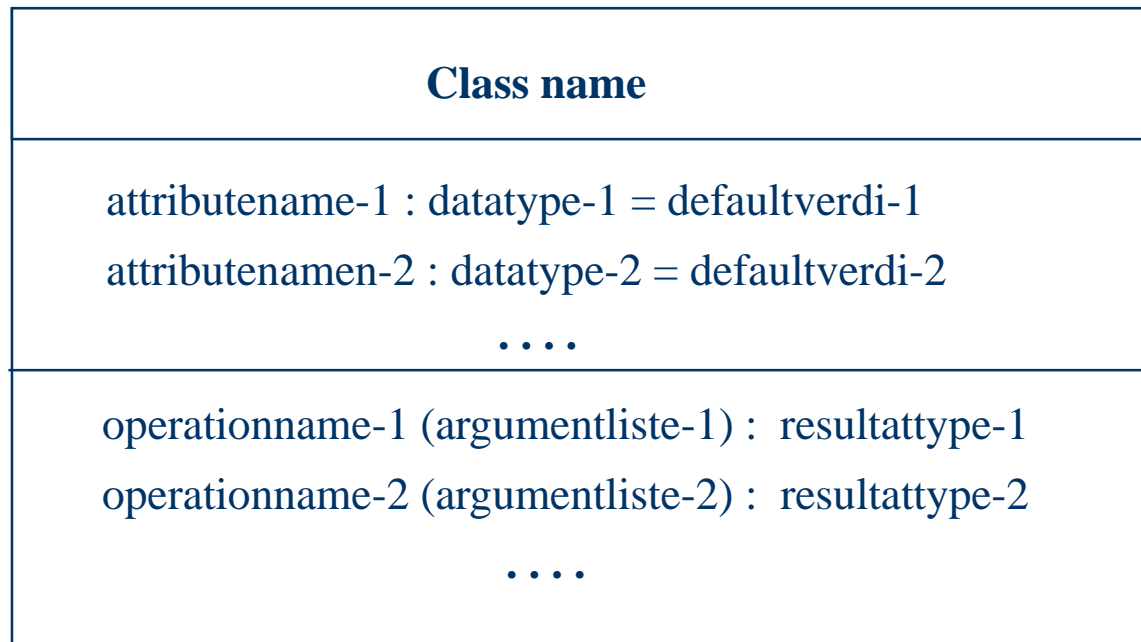 Class name
attributename-1 : datatype-1 = defaultverdi-1
attributenamen-2 : datatype-2 = defaultverdi-2
....
operationname-1 (argumentliste-1) : resultattype-1
operationname-2 (argumentliste-2) : resultattype-2
....